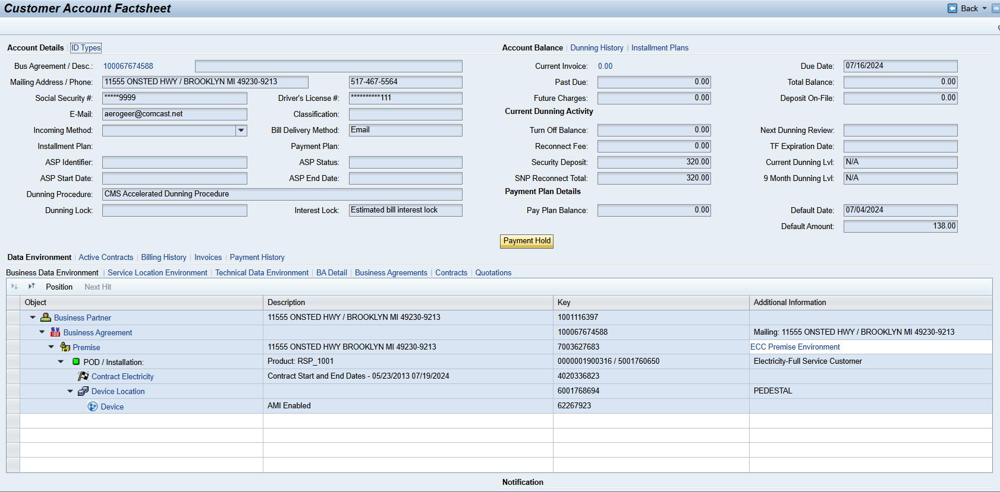 Customer Account Factsheet
Back
Account Details ID Types
Account Balance Dunning History Installment Plans
Bus Agreement / Desc.: 100067674588
Current Invoice: 0.00
Due Date: 07/16/2024
Mailing Address / Phone: 11555 ONSTED HWY / BROOKLYN MI 49230-9213 517-467-5564
Past Due: 0.00
Total Balance: 0.00
Social Security #: *****9999
Driver's License #: **********111
Future Charges: 0.00
Deposit On-File: 0.00
E-Mail: aerogeer@comcast.net
Classification:
Current Dunning Activity
Incoming Method:
Bill Delivery Method: Email
Turn Off Balance: 0.00
Next Dunning Review:
Installment Plan:
Payment Plan:
Reconnect Fee: 0.00
TF Expiration Date:
ASP Identifier:
ASP Status:
Security Deposit: 320.00
Current Dunning Lvl: N/A
ASP Start Date:
ASP End Date:
SNP Reconnect Total: 320.00
9 Month Dunning Lvl: N/A
Dunning Procedure: CMS Accelerated Dunning Procedure
Payment Plan Details
Dunning Lock:
Interest Lock: Estimated bill interest lock
Pay Plan Balance: 0.00
Default Date: 07/04/2024
Default Amount: 138.00
Payment Hold
Data Environment Active Contracts Billing History Invoices Payment History
Business Data Environment Service Location Environment Technical Data Environment BA Detail Business Agreements Contracts Quotations
Position Next Hit
Object Description Key Additional Information
Business Partner 11555 ONSTED HWY / BROOKLYN MI 49230-9213 1001116397
Business Agreement 100067674588 Mailing: 11555 ONSTED HWY / BROOKLYN MI 49230-9213
Premise 11555 ONSTED HWY BROOKLYN MI 49230-9213 7003627683 ECC Premise Environment
POD / Installation: Product: RSP_1001 0000001900316 / 5001760650 Electricity-Full Service Customer
Contract Electricity Contract Start and End Dates - 05/23/2013 07/19/2024 4020336823
Device Location 6001768694 PEDESTAL
Device AMI Enabled 62267923
Notification